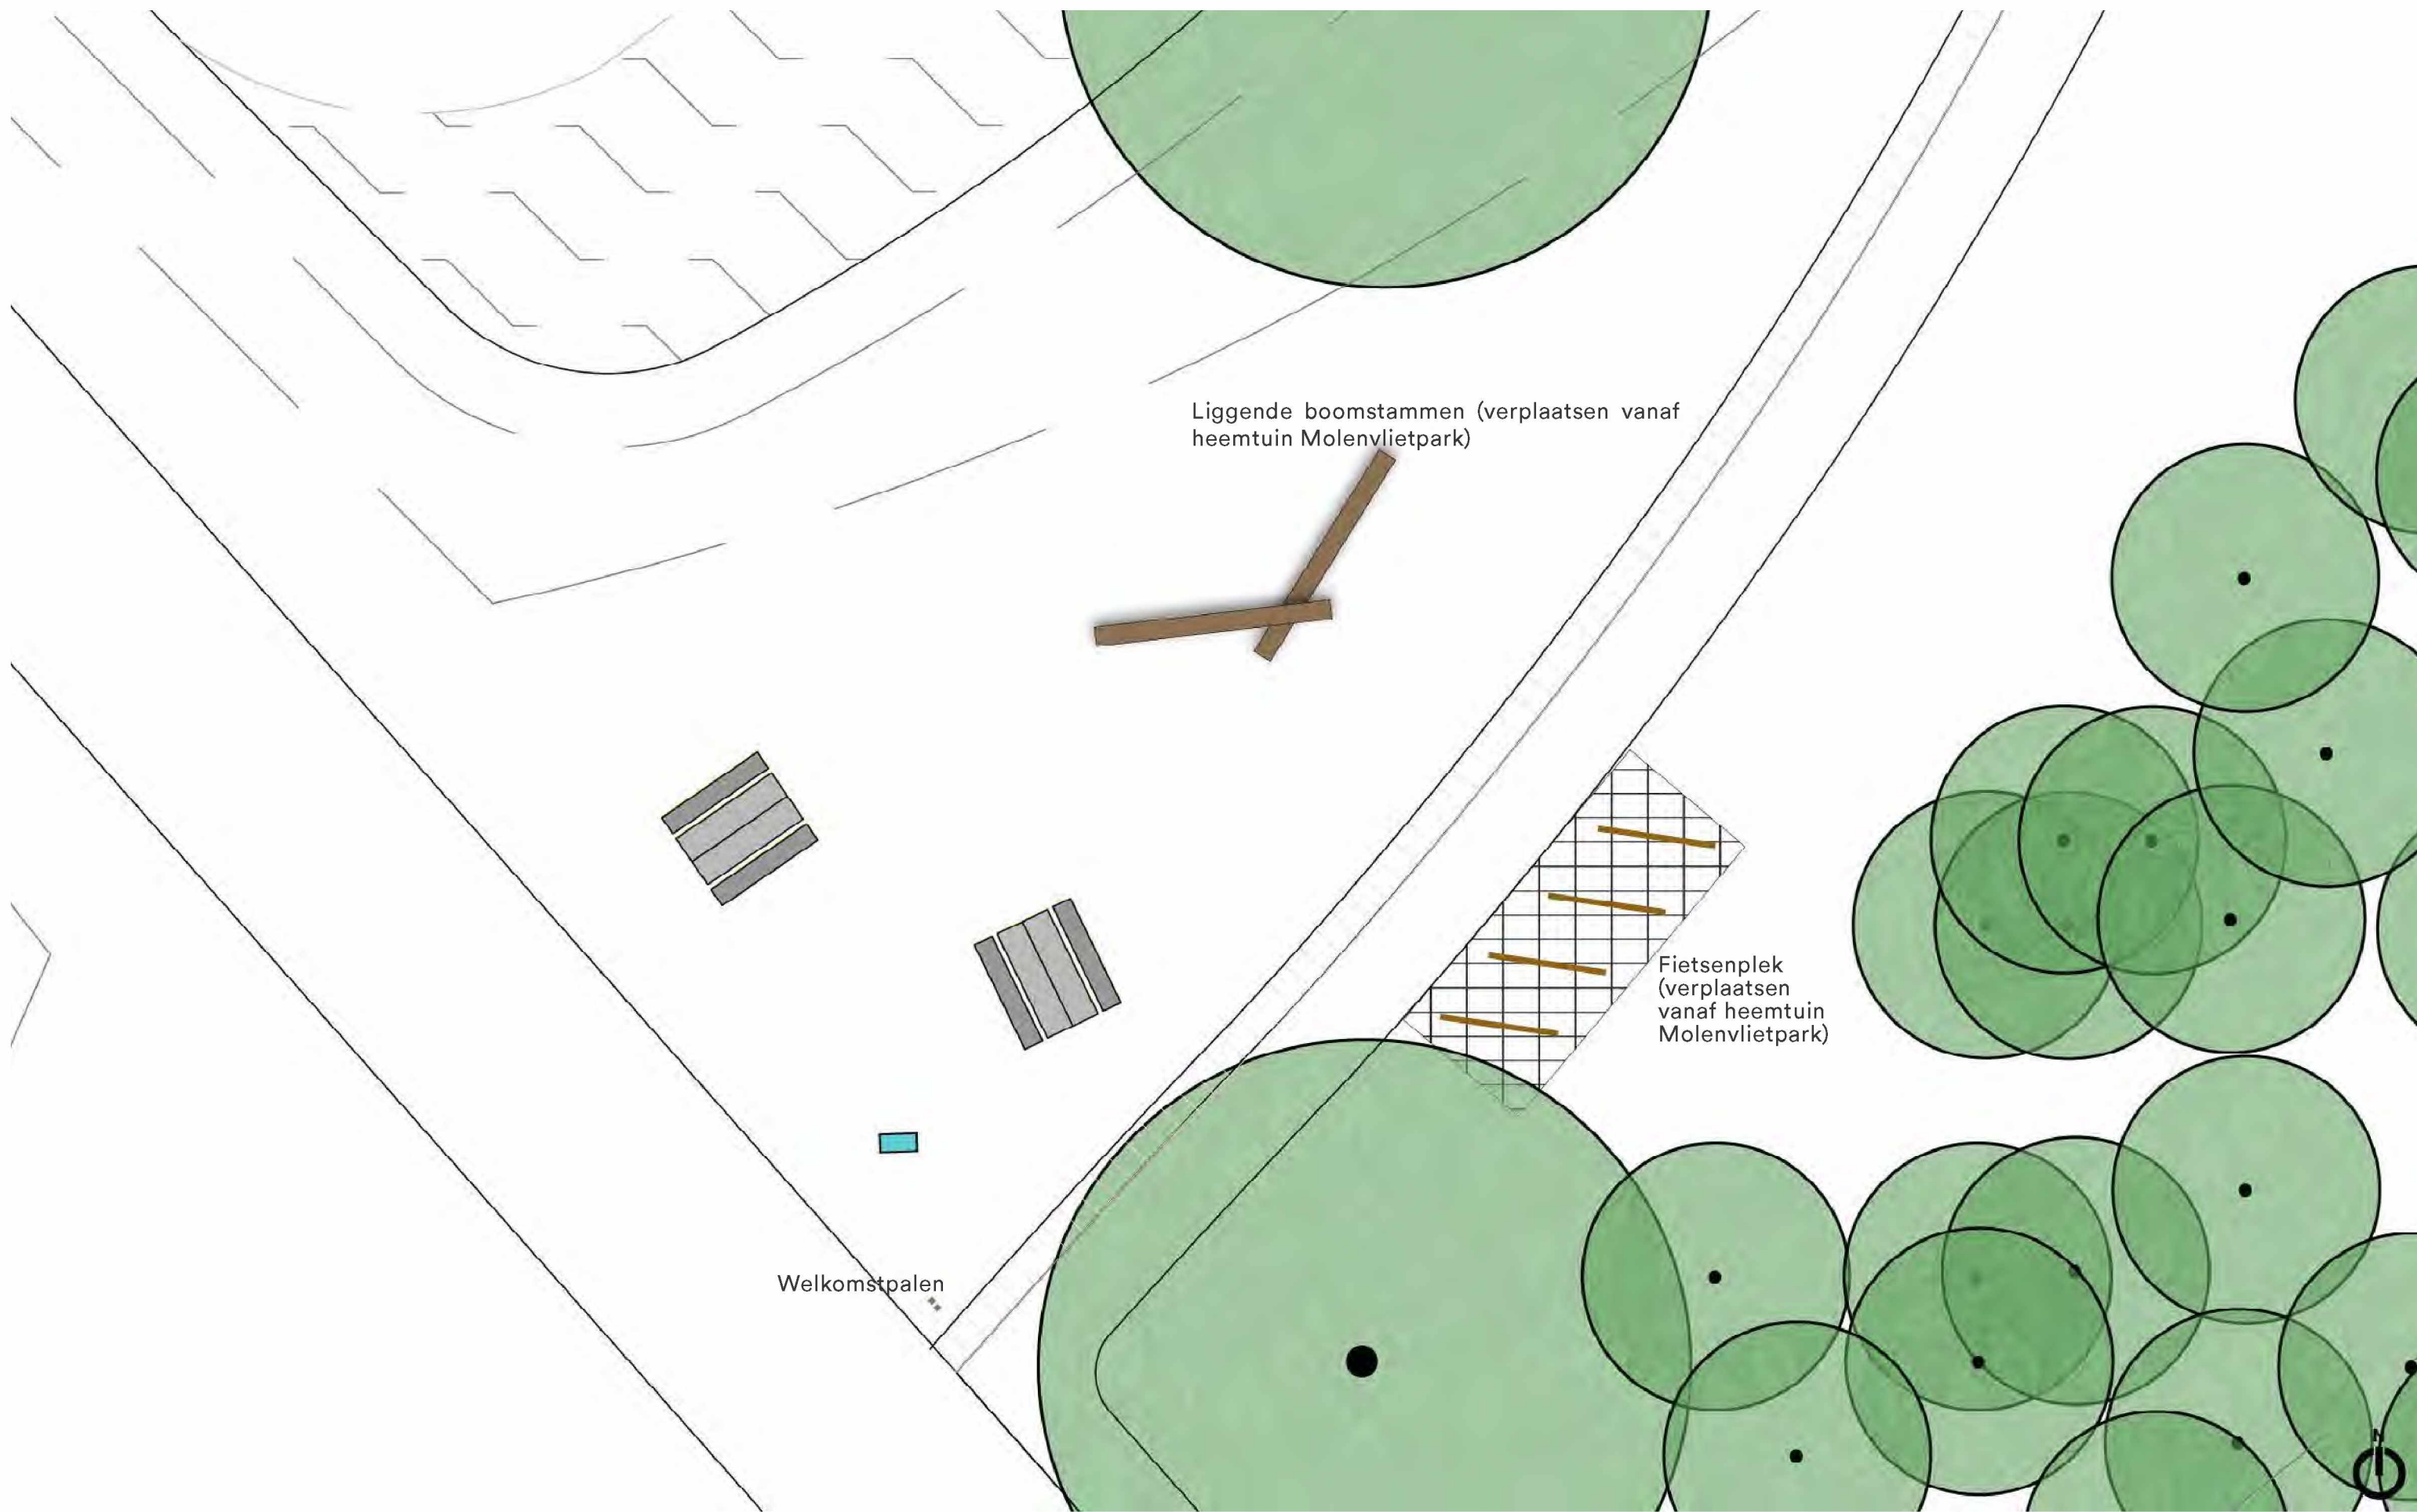 Liggende boomstammen (verplaatsen vanaf
heemtuin Molenvlietpark)
Fietsenplek
(verplaatsen
vanaf heemtuin
Molenvlietpark)
Welkomstpalen
N